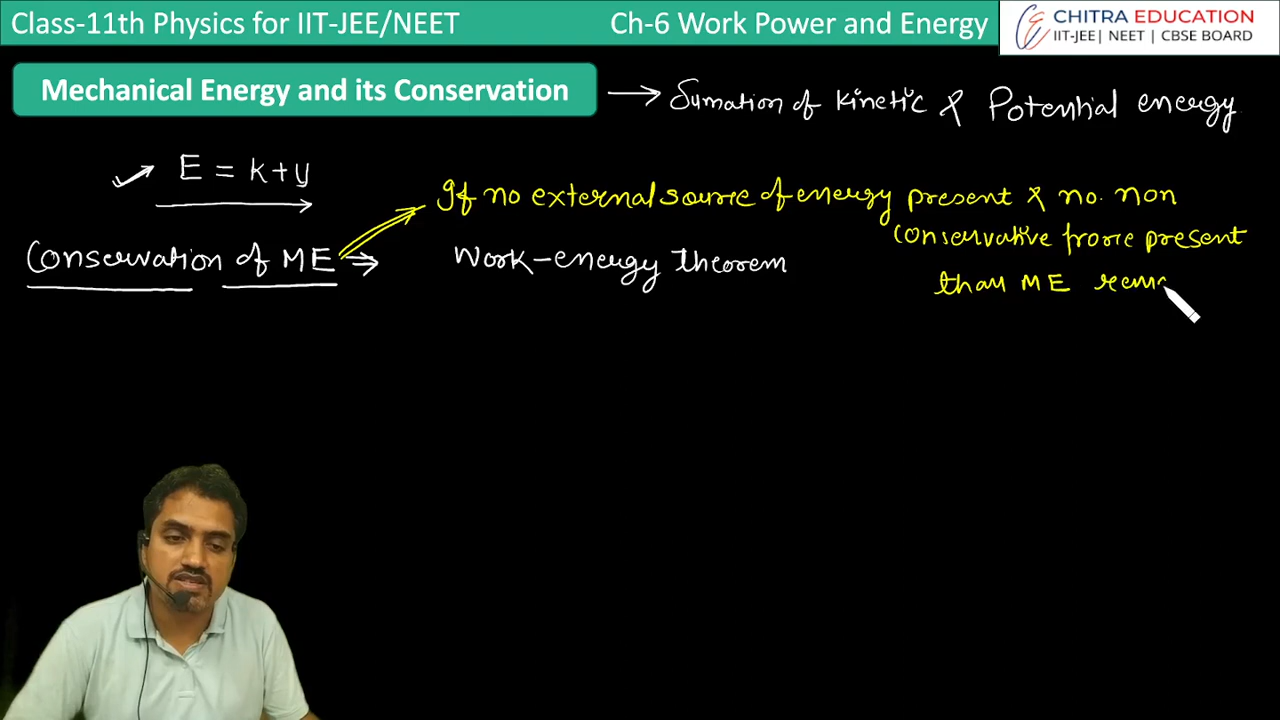 Class-11th Physics for IIT-JEE/NEET Ch-6 Work Power and Energy
CHITRA EDUCATION
IIT-JEE| NEET | CBSE BOARD
Mechanical Energy and its Conservation → Sumation of kinetic & Potential energy
E = k+y
If no external source of energy present & no. non
conservative frorce present
than ME rema
Conservation of ME ⇒ Work-energy theorem